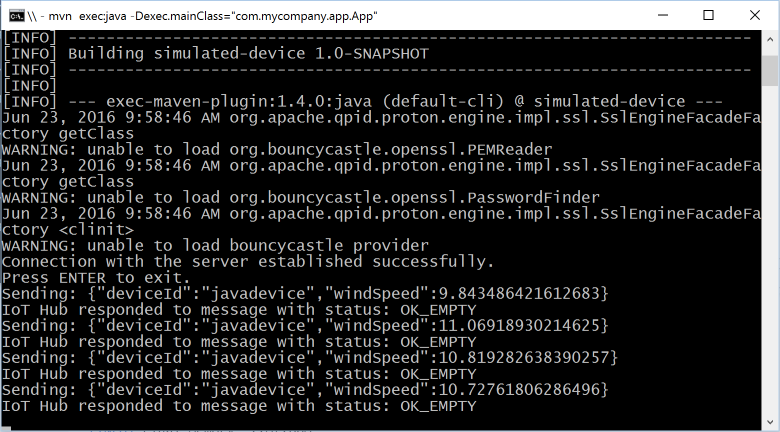 \\ - mvn exec:java -Dexec.mainClass="com.mycompany.app.App"
[INFO] ------------------------------------------------------------------------
[INFO] Building simulated-device 1.0-SNAPSHOT
[INFO] ------------------------------------------------------------------------
[INFO]
[INFO] --- exec-maven-plugin:1.4.0:java (default-cli) @ simulated-device ---
Jun 23, 2016 9:58:46 AM org.apache.qpid.proton.engine.impl.ssl.SslEngineFacadeFa
ctory getClass
WARNING: unable to load org.bouncycastle.openssl.PEMReader
Jun 23, 2016 9:58:46 AM org.apache.qpid.proton.engine.impl.ssl.SslEngineFacadeFa
ctory getClass
WARNING: unable to load org.bouncycastle.openssl.PasswordFinder
Jun 23, 2016 9:58:46 AM org.apache.qpid.proton.engine.impl.ssl.SslEngineFacadeFa
ctory <clinit>
WARNING: unable to load bouncycastle provider
Connection with the server established successfully.
Press ENTER to exit.
Sending: {"deviceId":"javadevice","windSpeed":9.843486421612683}
IoT Hub responded to message with status: OK_EMPTY
Sending: {"deviceId":"javadevice","windSpeed":11.06918930214625}
IoT Hub responded to message with status: OK_EMPTY
Sending: {"deviceId":"javadevice","windSpeed":10.819282638390257}
IoT Hub responded to message with status: OK_EMPTY
Sending: {"deviceId":"javadevice","windSpeed":10.72761806286496}
IoT Hub responded to message with status: OK_EMPTY